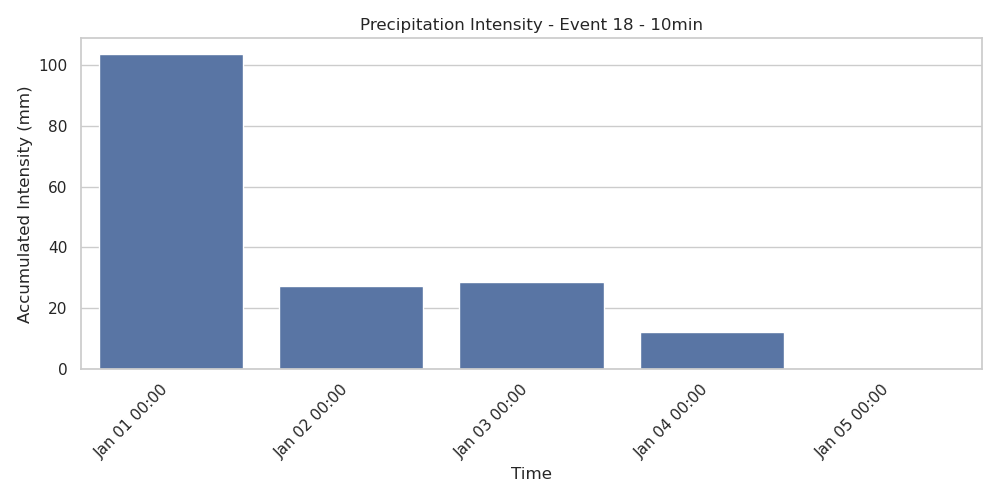 Precipitation Intensity - Event 18 - 10min
Accumulated Intensity (mm)
100
80
60
40
20
0
Jan 01 00:00
Jan 02 00:00
Jan 03 00:00
Jan 04 00:00
Jan 05 00:00
Time